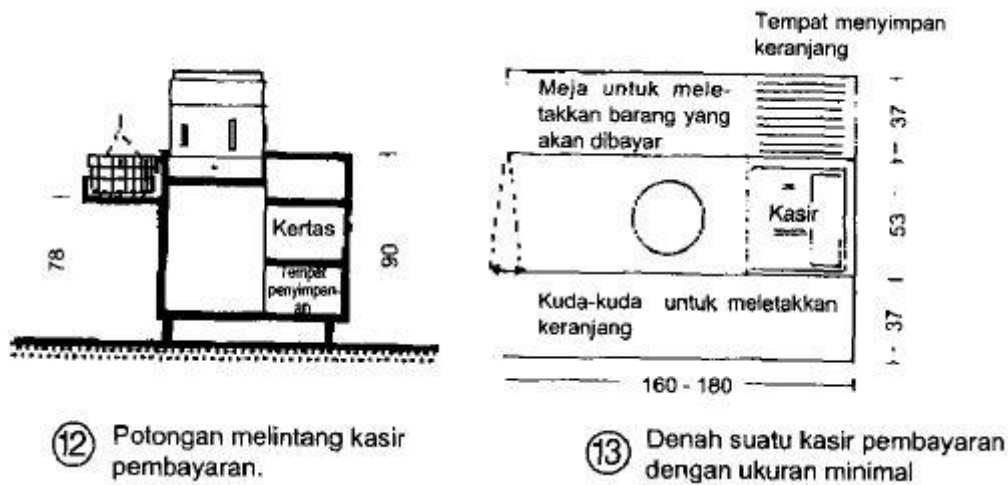 Tempat menyimpan
keranjang
Meja untuk mele-
takkan barang yang
akan dibayar
37
Kertas
Kasir
53
78
90
Tempat
penyimpan-
an
Kuda-kuda untuk meletakkan
keranjang
37
160 - 180
12 Potongan melintang kasir
pembayaran.
13 Denah suatu kasir pembayaran
dengan ukuran minimal